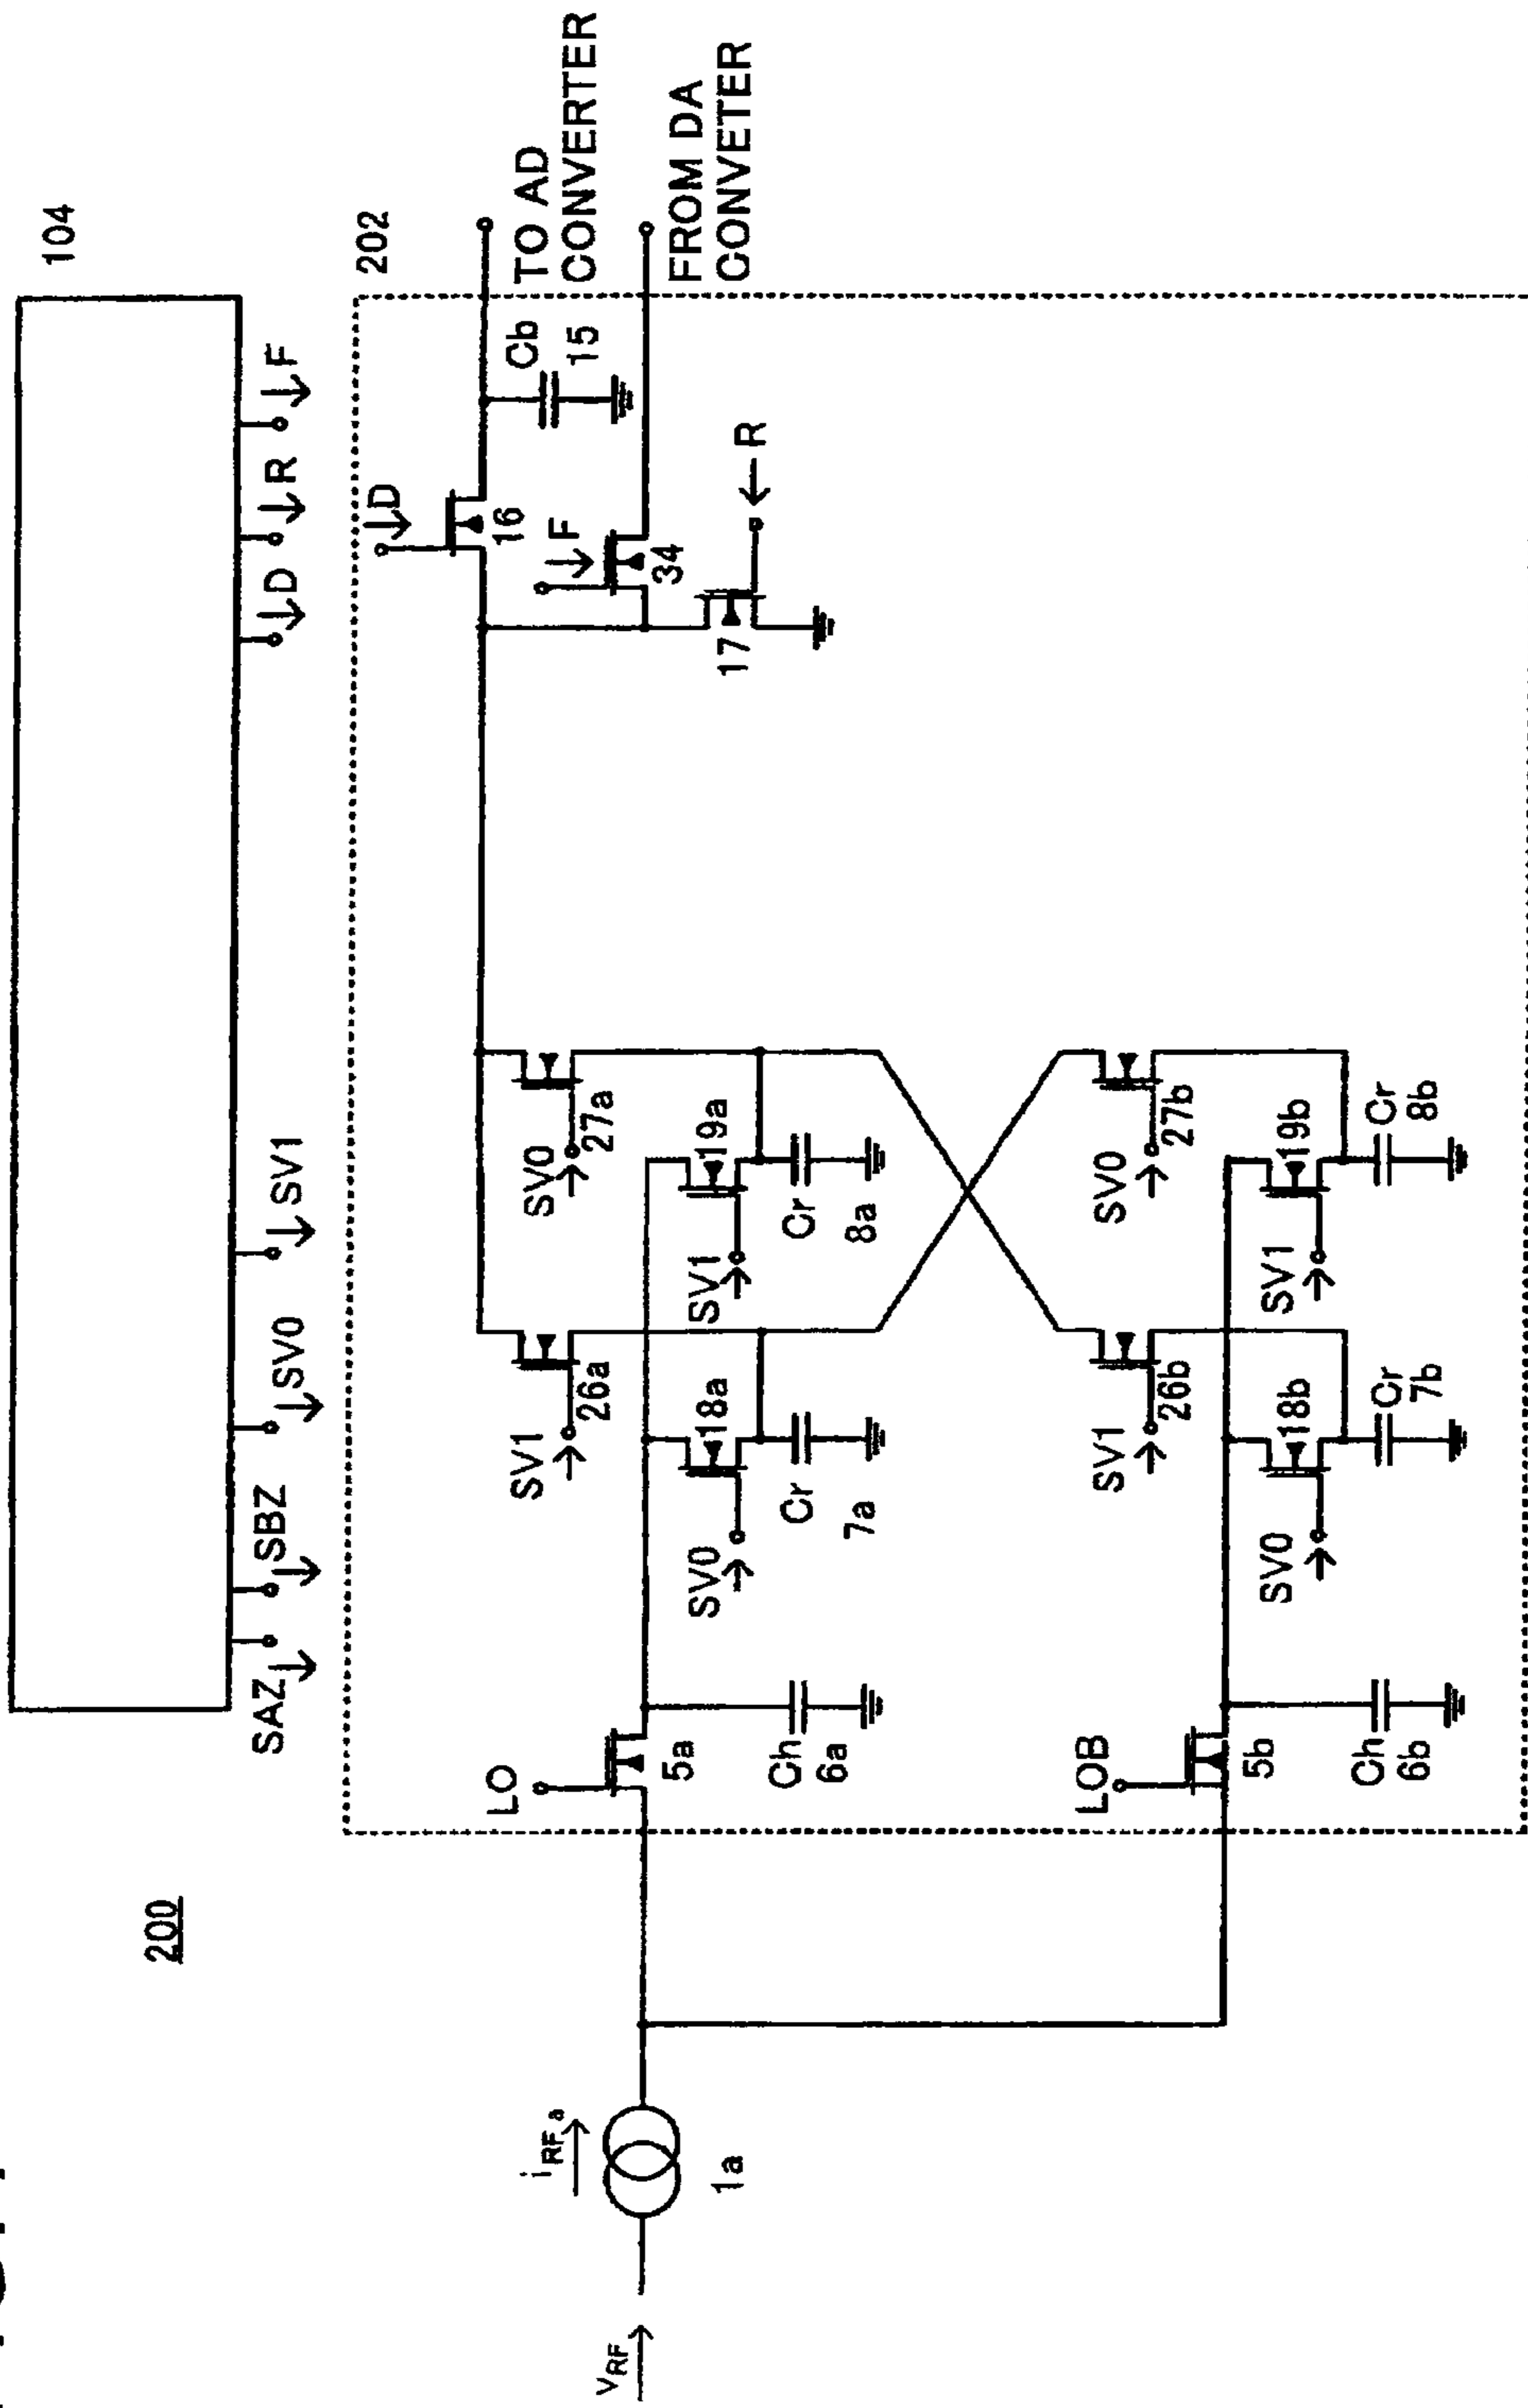 200
104
SAZ
SBZ
SV0
SV1
D
R
F
202
LO
SV1
26a
SV0
27a
D
16
Cb
15
TO AD
CONVERTER
F
34
FROM DA
CONVETER
R
17
VRF
iRF a
1a
5a
Ch
6a
SV0
18a
Cr
7a
SV1
19a
Cr
8a
LOB
5b
Ch
6b
SV1
26b
SV0
27b
SV0
18b
Cr
7b
SV1
19b
Cr
8b